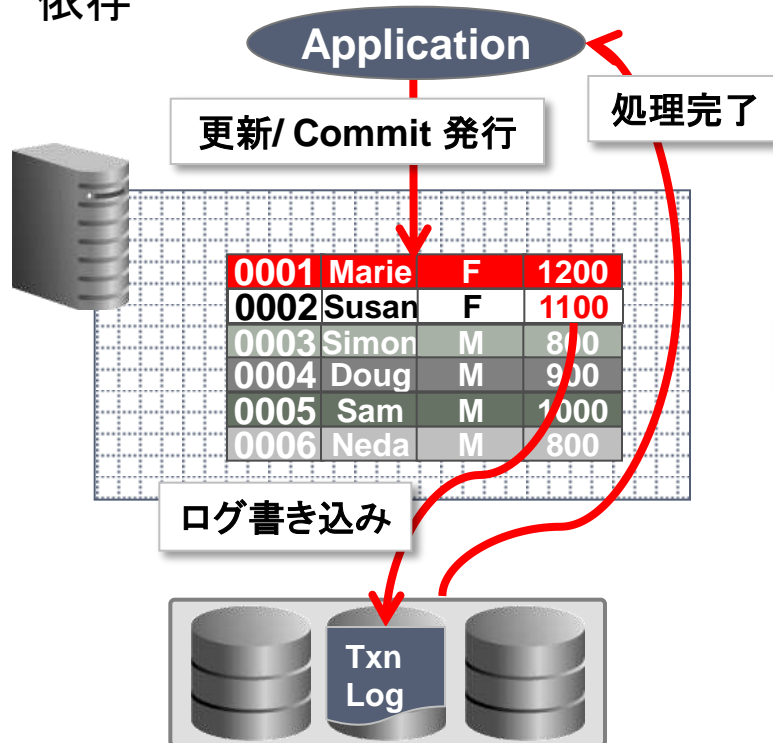 依存
Application
更新/ Commit 発行
処理完了
0001 Marie F 1200
0002 Susan F 1100
0003 Simon M 800
0004 Doug M 900
0005 Sam M 1000
0006 Neda M 800
ログ書き込み
Txn
Log